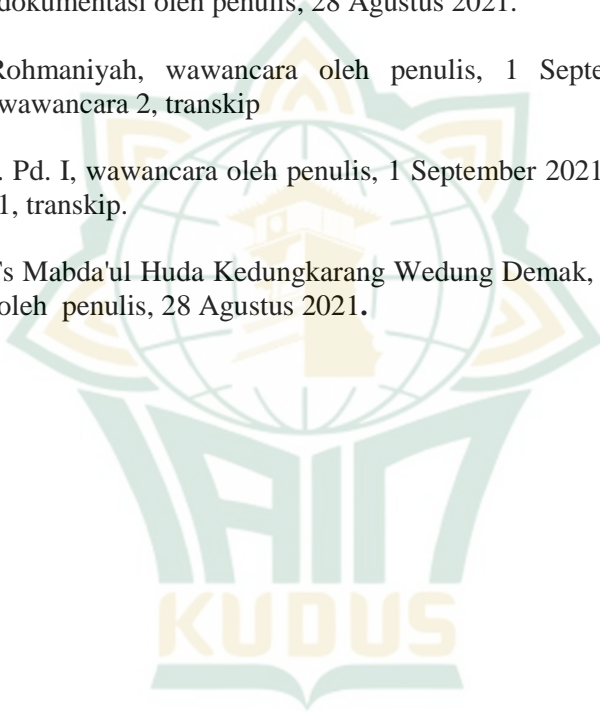 dokumentasi oleh penulis, 28 Agustus 2021.
Rohmaniyah, wawancara oleh penulis, 1 Septe
wawancara 2, transkip
. Pd. I, wawancara oleh penulis, 1 September 2021
1, transkip.
s Mabda'ul Huda Kedungkarang Wedung Demak,
oleh penulis, 28 Agustus 2021.
IAIN
KUDUS